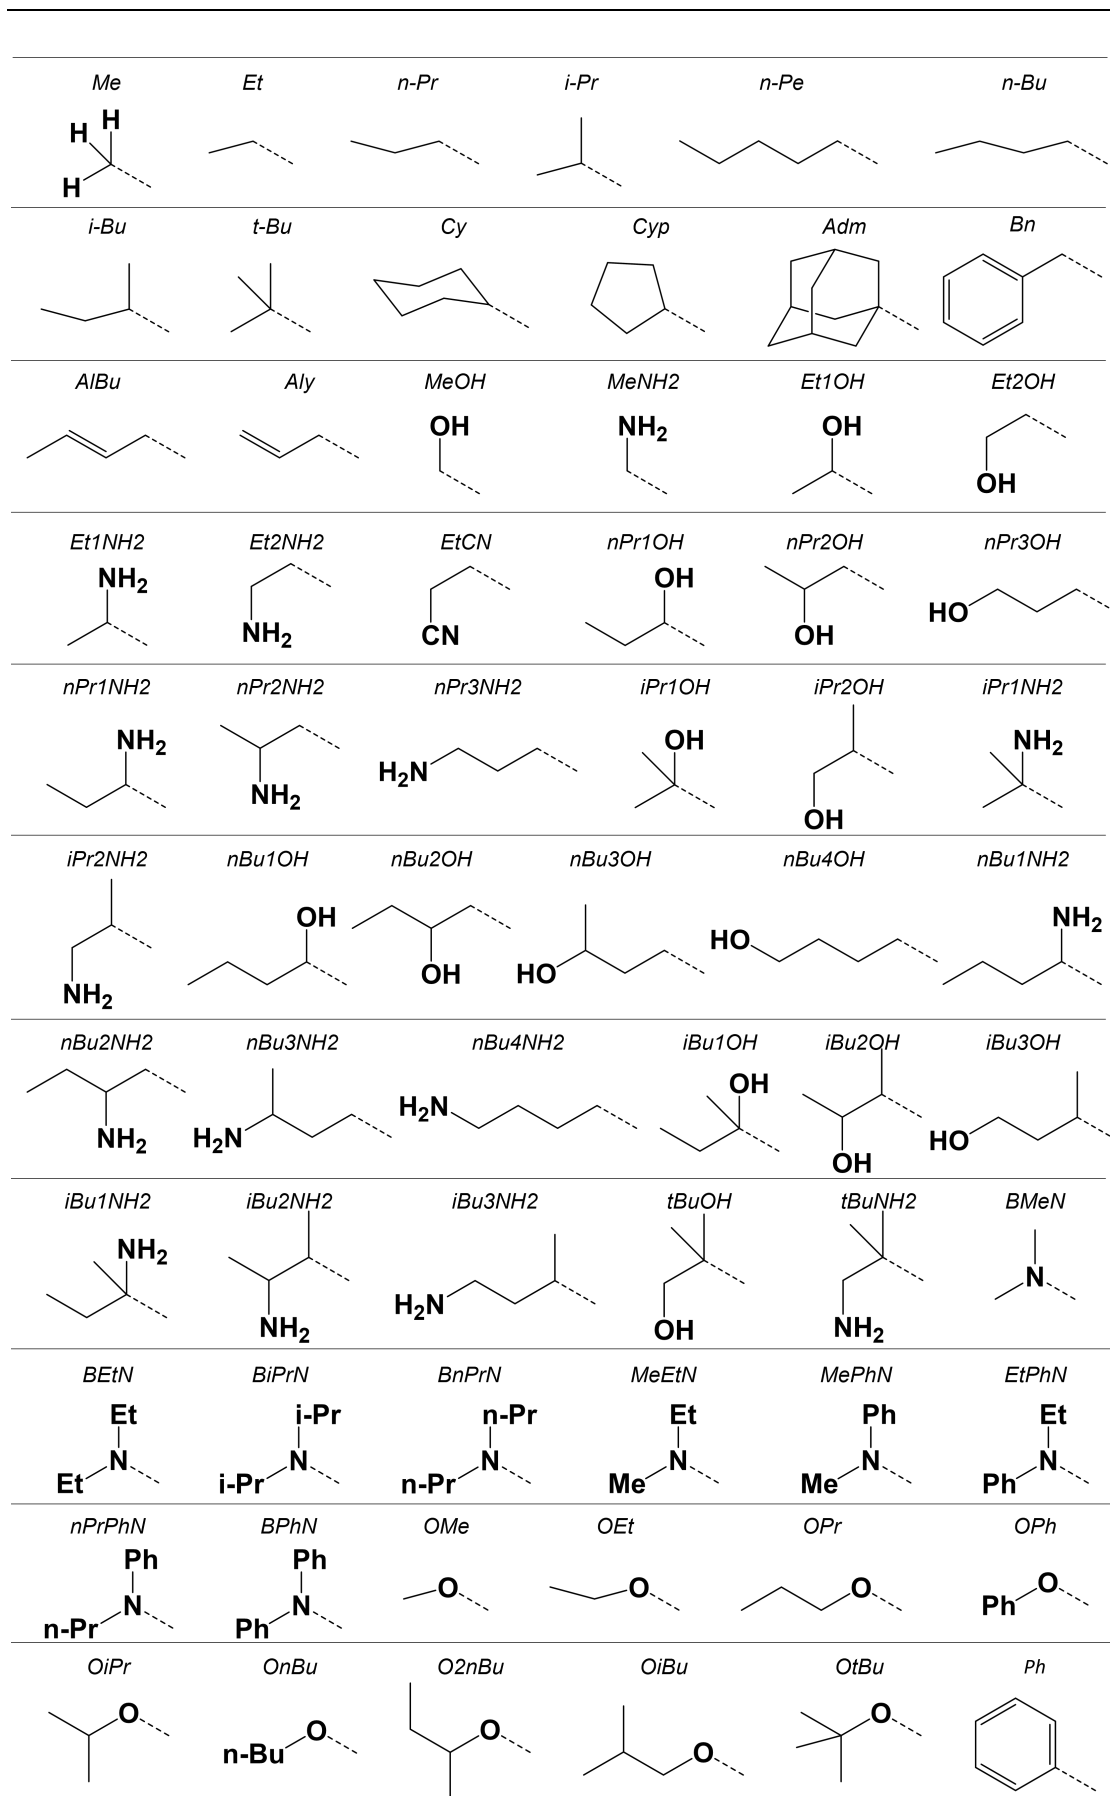 Me Et n-Pr i-Pr n-Pe n-Bu
H
H
H
i-Bu t-Bu Cy Cyp Adm Bn
AlBu Aly MeOH MeNH2 Et1OH Et2OH
OH NH₂ OH
OH
Et1NH2 Et2NH2 EtCN nPr1OH nPr2OH nPr3OH
NH₂ OH
HO
NH₂ CN OH
nPr1NH2 nPr2NH2 nPr3NH2 iPr1OH iPr2OH iPr1NH2
NH₂ OH NH₂
H₂N
NH₂ OH
iPr2NH2 nBu1OH nBu2OH nBu3OH nBu4OH nBu1NH2
OH NH₂
HO
OH HO
NH₂
nBu2NH2 nBu3NH2 nBu4NH2 iBu1OH iBu2OH iBu3OH
OH
H₂N
NH₂ H₂N HO
OH
iBu1NH2 iBu2NH2 iBu3NH2 tBuOH tBuNH2 BMeN
NH₂
N
H₂N
NH₂ OH NH₂
BEtN BiPrN BnPrN MeEtN MePhN EtPhN
Et i-Pr n-Pr Et Ph Et
N N N N N N
Et i-Pr n-Pr Me Me Ph
nPrPhN BPhN OMe OEt OPr OPh
Ph Ph
O O O O
N N Ph
n-Pr Ph
OiPr OnBu O2nBu OiBu OtBu Ph
O O
O O
n-Bu O